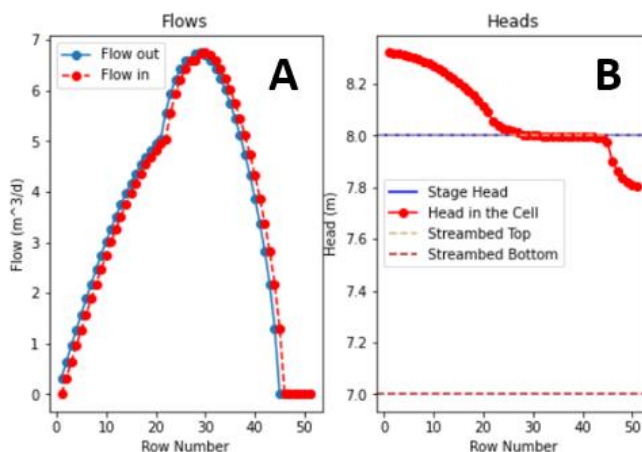 Flows
Flow (m^3/d)
7
6
5
4
3
2
1
0
Flow out
Flow in
A
0 10 20 30 40 50
Row Number
Heads
Head (m)
8.2
8.0
7.8
7.6
7.4
7.2
7.0
B
Stage Head
Head in the Cell
Streambed Top
Streambed Bottom
0 10 20 30 40 50
Row Number